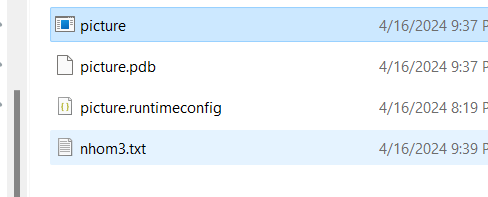 picture 4/16/2024 9:37 P
picture.pdb 4/16/2024 9:37 P
picture.runtimeconfig 4/16/2024 8:19 P
nhom3.txt 4/16/2024 9:39 P